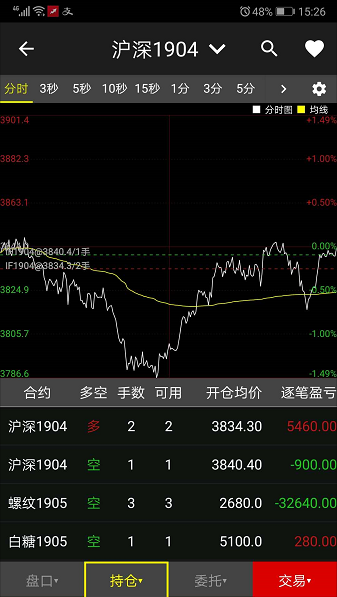 4G 支 48% 15:26
沪深1904
分时 3秒 5秒 10秒 15秒 1分 3分 5分
分时图 均线
3901.4 +1.49%
3882.3 +1.00%
3863.1 +0.50%
0.00%
IF1904@3840.4/1手
IF1904@3834.3/2手
3824.9 -0.50%
3805.7 -1.00%
3786.6 -1.49%
合约 多空 手数 可用 开仓均价 逐笔盈亏
沪深1904 多 2 2 3834.30 5460.00
沪深1904 空 1 1 3840.40 -900.00
螺纹1905 空 3 3 2680.0 -32640.00
白糖1905 空 1 1 5100.0 280.00
盘口 持仓 委托 交易